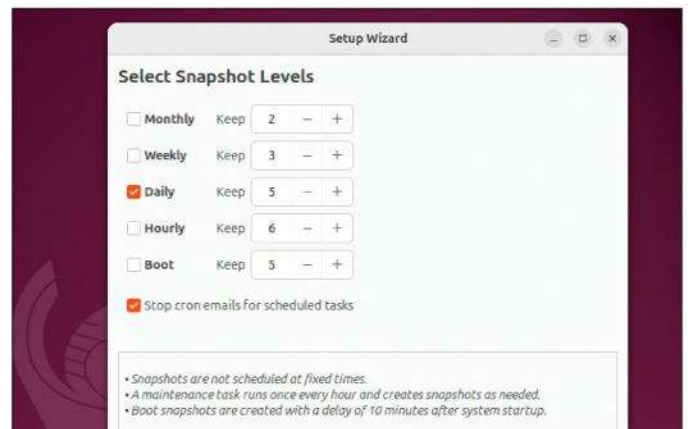 Setup Wizard
Select Snapshot Levels
Monthly Keep 2 − +
Weekly Keep 3 − +
Daily Keep 5 − +
Hourly Keep 6 − +
Boot Keep 5 − +
Stop cron emails for scheduled tasks
• Snapshots are not scheduled at fixed times.
• A maintenance task runs once every hour and creates snapshots as needed.
• Boot snapshots are created with a delay of 10 minutes after system startup.